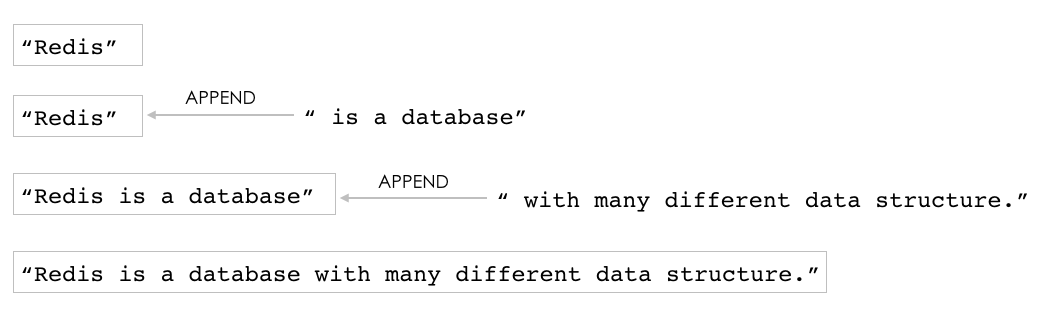 “Redis”
APPEND
“Redis” “ is a database”
APPEND
“Redis is a database” “ with many different data structure.”
“Redis is a database with many different data structure.”